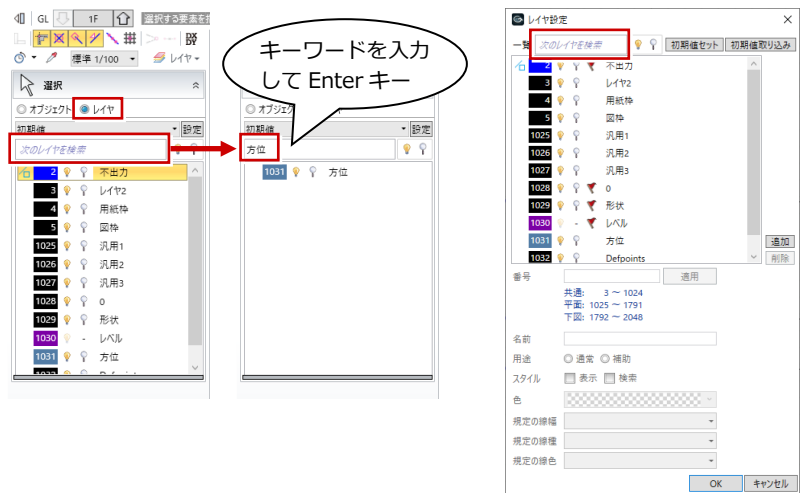 GL 1F 選択する要素を指
標準 1/100 レイヤ
選択
オブジェクト レイヤ
初期値 設定
次のレイヤを検索
2 不出力
3 レイヤ2
4 用紙枠
5 図枠
1025 汎用1
1026 汎用2
1027 汎用3
1028 0
1029 形状
1030 - レベル
1031 方位
キーワードを入力
して Enter キー
オブジェ
初期値 設定
方位
1031 方位
レイヤ設定
一覧 次のレイヤを検索 初期値セット 初期値取り込み
2 不出力
3 レイヤ2
4 用紙枠
5 図枠
1025 汎用1
1026 汎用2
1027 汎用3
1028 0
1029 形状
1030 - レベル
1031 方位
1032 Defpoints
追加
削除
番号 適用
共通: 3 ～ 1024
平面: 1025 ～ 1791
下図: 1792 ～ 2048
名前
用途 通常 補助
スタイル 表示 検索
色
規定の線幅
規定の線種
規定の線色
OK キャンセル